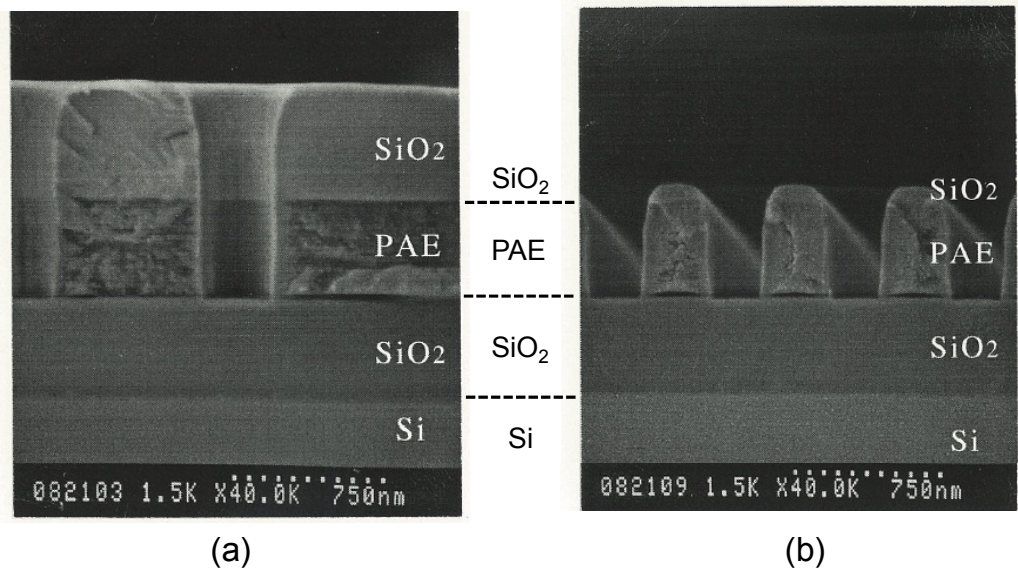 SiO2
PAE
SiO2
Si
082103 1.5K X40.0K 750nm
(a)
SiO2
PAE
SiO2
Si
SiO2
PAE
SiO2
Si
082109 1.5K X40.0K 750nm
(b)